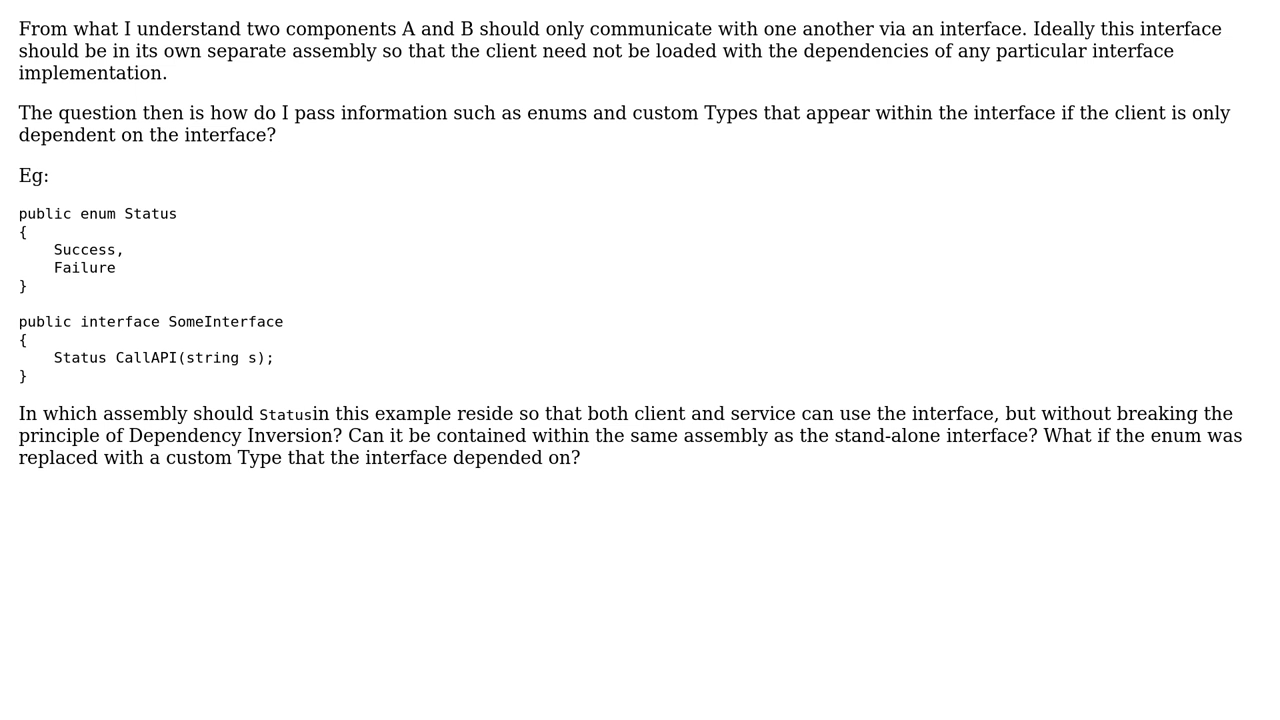 From what I understand two components A and B should only communicate with one another via an interface. Ideally this interface
should be in its own separate assembly so that the client need not be loaded with the dependencies of any particular interface
implementation.
The question then is how do I pass information such as enums and custom Types that appear within the interface if the client is only
dependent on the interface?
Eg:
public enum Status
{
    Success,
    Failure
}
public interface SomeInterface
{
    Status CallAPI(string s);
}
In which assembly should Statusin this example reside so that both client and service can use the interface, but without breaking the
principle of Dependency Inversion? Can it be contained within the same assembly as the stand-alone interface? What if the enum was
replaced with a custom Type that the interface depended on?